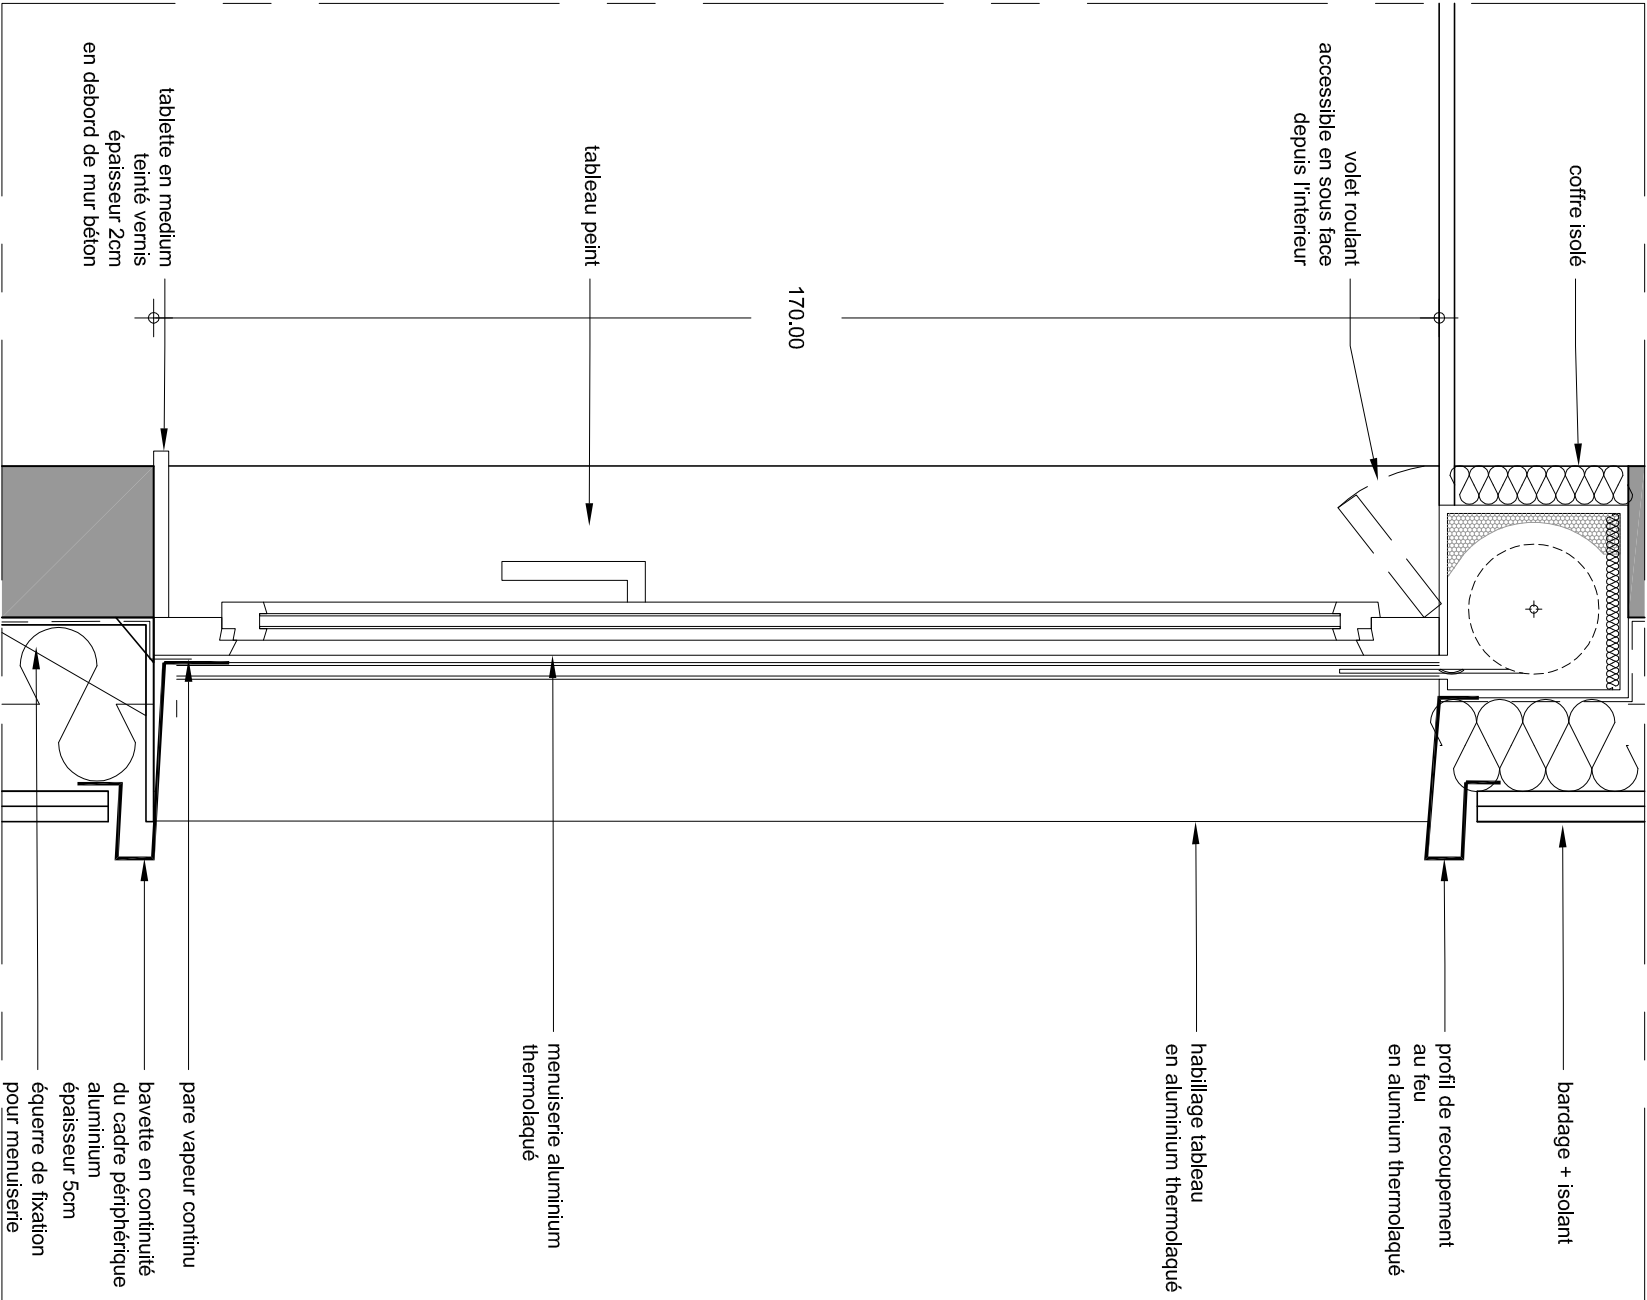 coffre isolé
volet roulant
accessible en sous face
depuis l'interieur
170.00
tableau peint
tablette en medium
teinté vernis
épaisseur 2cm
en debord de mur béton
bardage + isolant
profil de recoupement
au feu
en alumium thermolaqué
habillage tableau
en aluminium thermolaqué
menuiserie aluminium
thermolaqué
pare vapeur continu
bavette en continuité
du cadre périphérique
aluminium
épaisseur 5cm
équerre de fixation
pour menuiserie